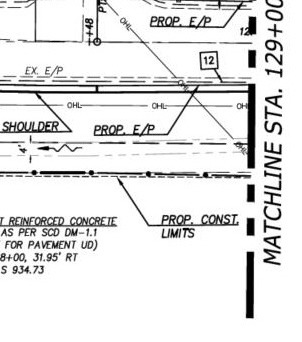 +48
PROP. E/P
12
EX. E/P
12
OHL
OHL
OHL
OHL
OHL
SHOULDER
PROP. E/P
4'
MATCHLINE STA. 129+00
REINFORCED CONCRETE
AS PER SCD DM-1.1
FOR PAVEMENT UD)
8+00, 31.95' RT
S 934.73
PROP. CONST.
LIMITS